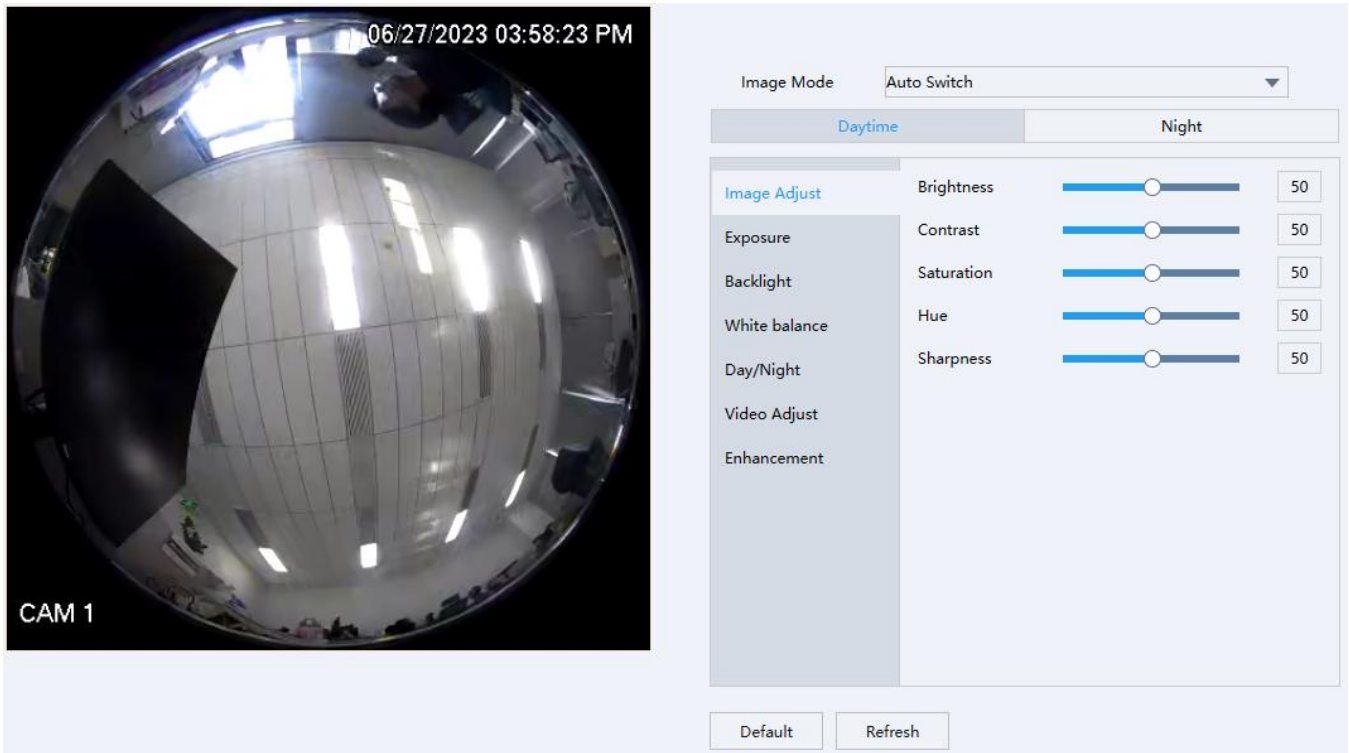 06/27/2023 03:58:23 PM
CAM 1
Image Mode Auto Switch
Daytime Night
Image Adjust
Exposure
Backlight
White balance
Day/Night
Video Adjust
Enhancement
Brightness 50
Contrast 50
Saturation 50
Hue 50
Sharpness 50
Default Refresh